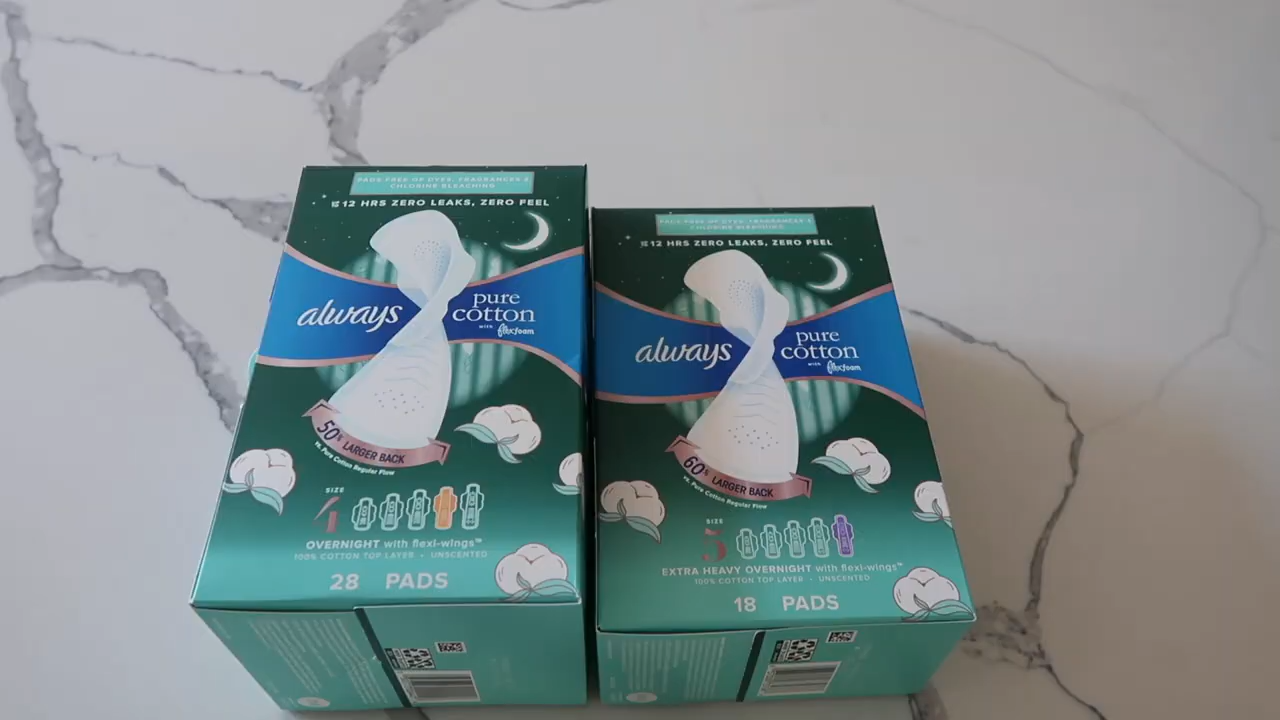 PADS FREE OF DYES, FRAGRANCES &
CHLORINE BLEACHING
12 HRS ZERO LEAKS, ZERO FEEL
always
pure
cotton
with flexfoam
50% LARGER BACK
vs. Pure Cotton Regular Flow
SIZE
4
OVERNIGHT with flexi-wings™
100% COTTON TOP LAYER • UNSCENTED
28 PADS
PADS FREE OF DYES, FRAGRANCES &
CHLORINE BLEACHING
12 HRS ZERO LEAKS, ZERO FEEL
always
pure
cotton
with flexfoam
60% LARGER BACK
vs. Pure Cotton Regular Flow
SIZE
5
EXTRA HEAVY OVERNIGHT with flexi-wings™
100% COTTON TOP LAYER • UNSCENTED
18 PADS